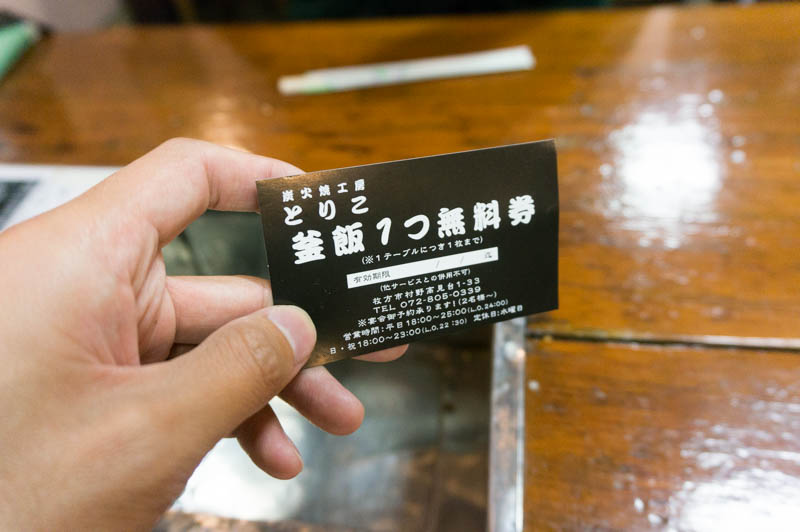 炭火焼工房
とりこ
釜飯1つ無料券
(※1テーブルにつき1枚まで)
有効期限 / /
(他サービスとの併用不可)
枚方市村野高見台1-33
TEL 072-805-0339
※宴会御予約承ります!(2名様〜)
営業時間:平日18:00~25:00(L.O.24:00)
日・祝18:00~23:00(L.O.22:30) 定休日:水曜日